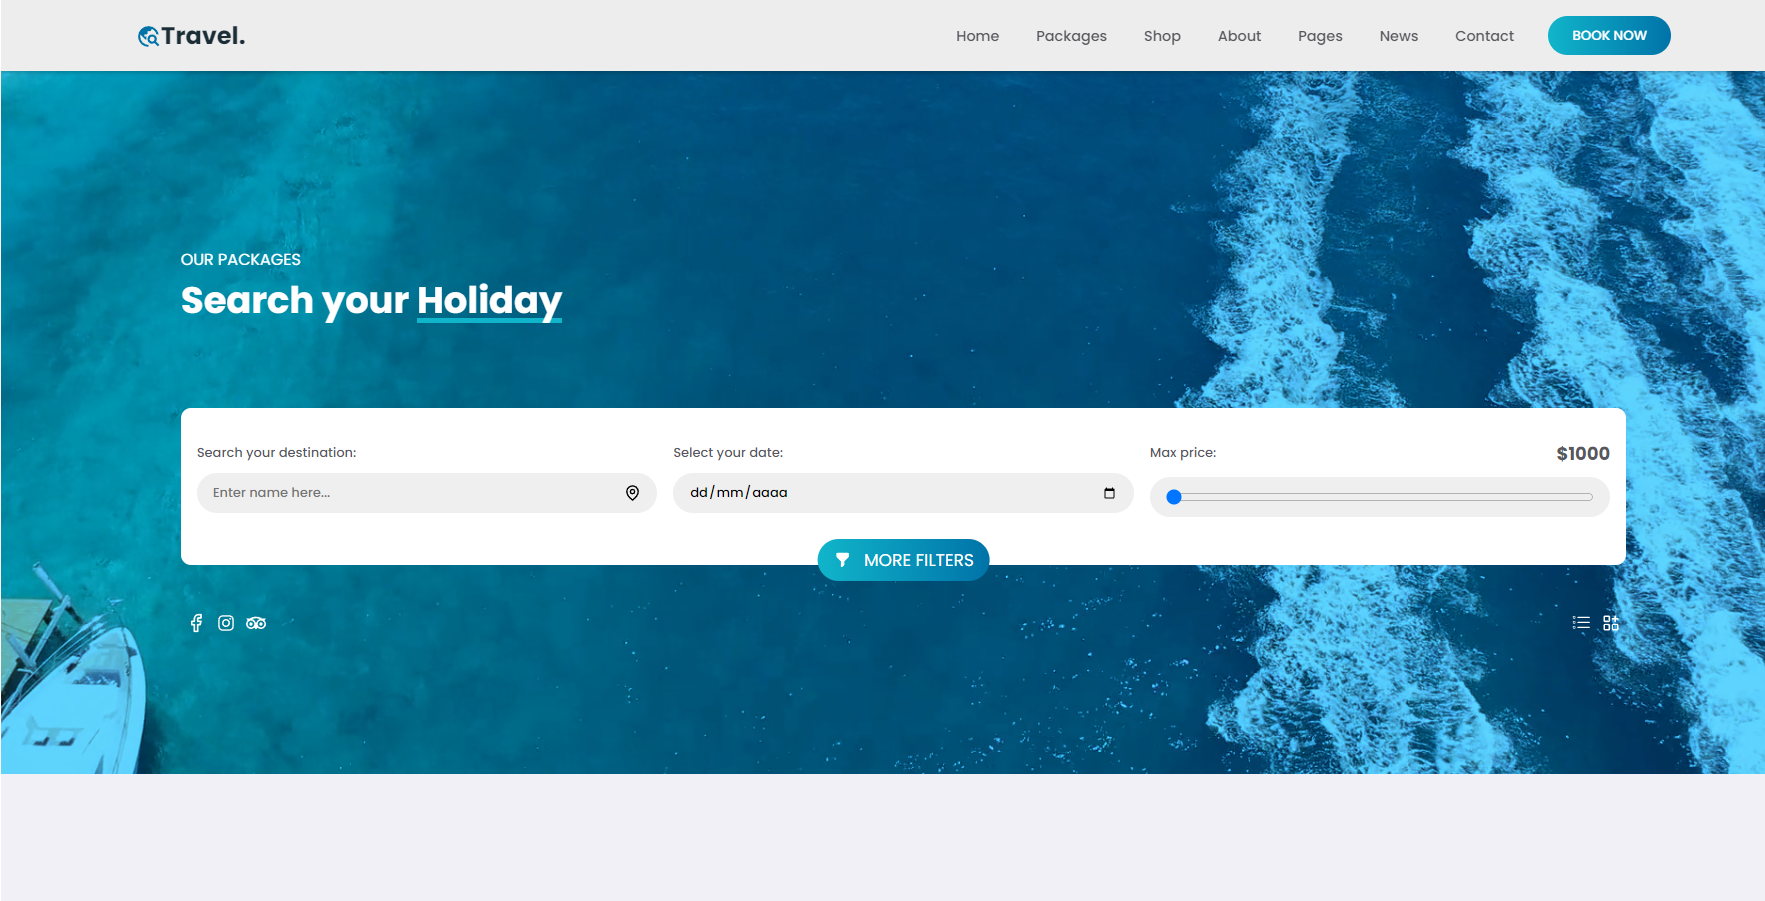 Travel.
Home Packages Shop About Pages News Contact BOOK NOW
OUR PACKAGES
Search your Holiday
Search your destination: Select your date: Max price: $1000
Enter name here... dd/mm/aaaa
MORE FILTERS